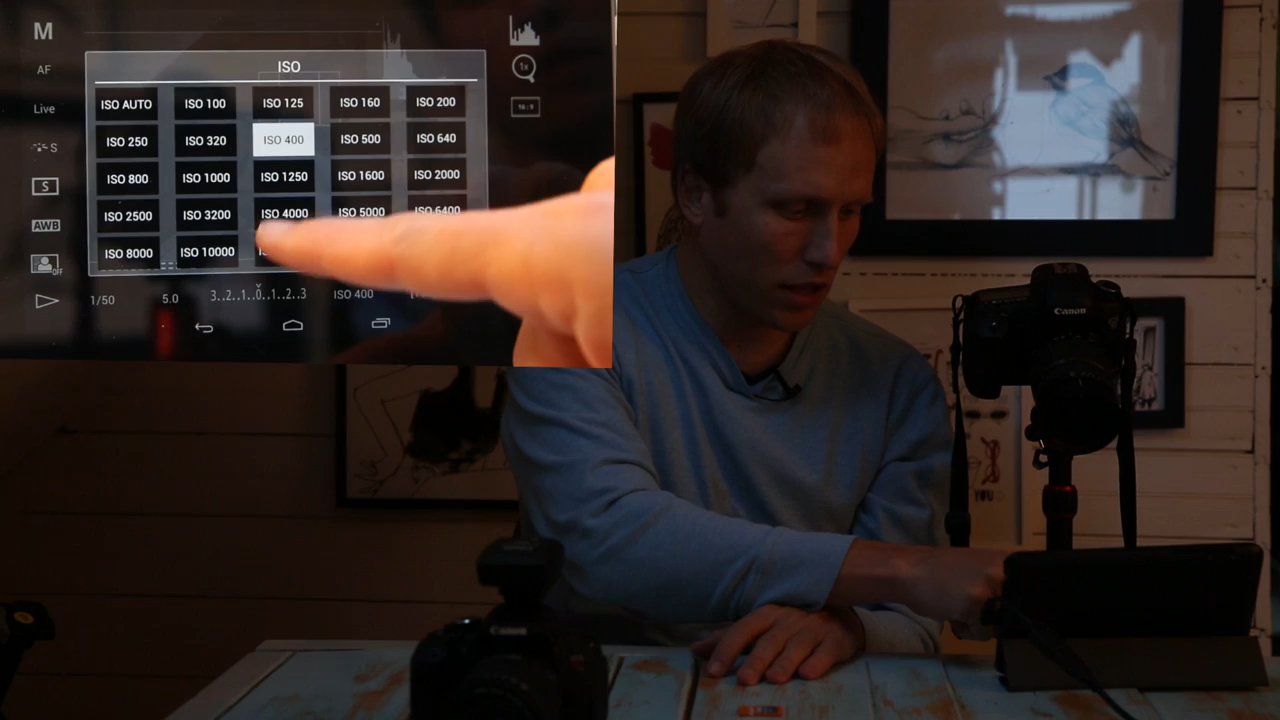 M
ISO
1x
AF
ISO AUTO ISO 100 ISO 125 ISO 160 ISO 200
16:9
Live
ISO 250 ISO 320 ISO 400 ISO 500 ISO 640
S
ISO 800 ISO 1000 ISO 1250 ISO 1600 ISO 2000
S
ISO 2500 ISO 3200 ISO 4000 ISO 5000 ISO 6400
AWB
ISO 8000 ISO 10000
OFF
1/50 5.0 3..2..1..0..1..2..3 ISO 400
Canon
YOU